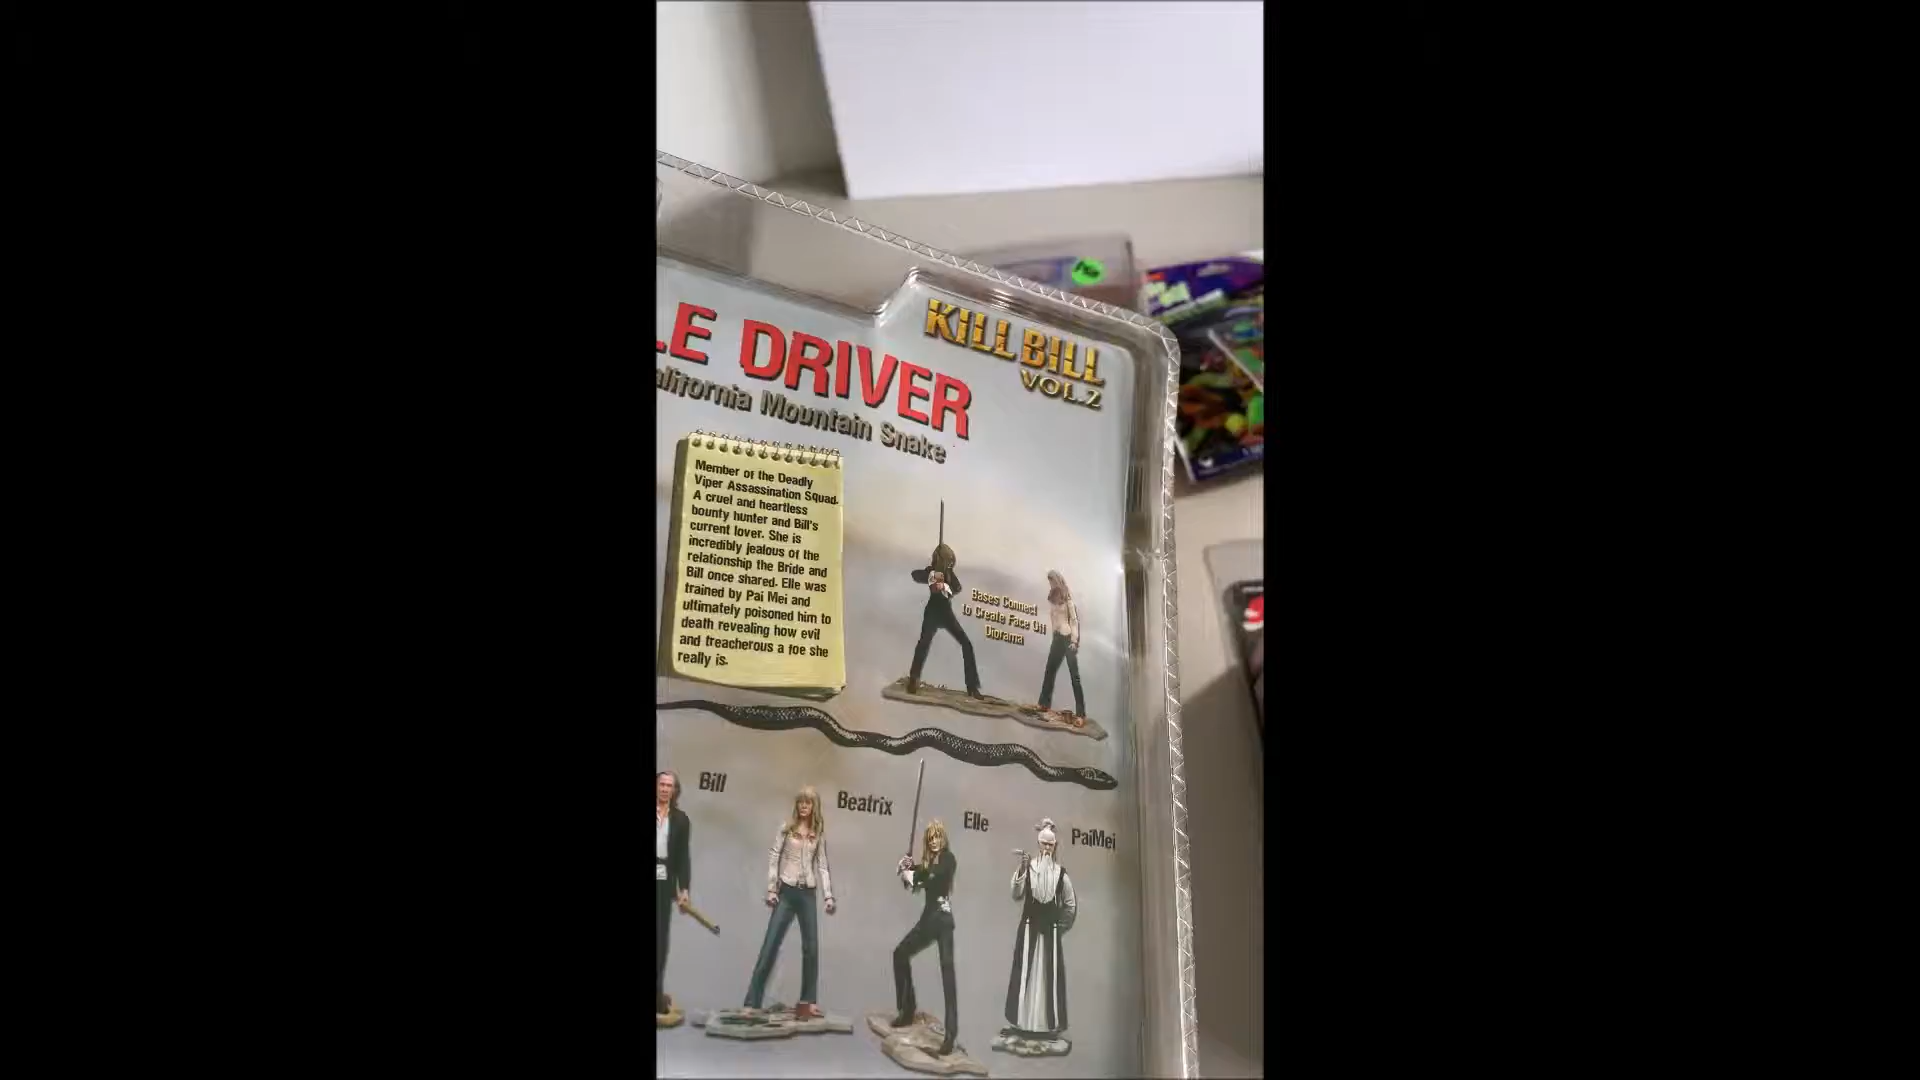 KILL BILL
VOL.2
LE DRIVER
alifornia Mountain Snake
Member of the Deadly
Viper Assassination Squad.
A cruel and heartless
bounty hunter and Bill's
current lover. She is
incredibly jealous of the
relationship the Bride and
Bill once shared. Elle was
trained by Pai Mei and
ultimately poisoned him to
death revealing how evil
and treacherous a foe she
really is.
Bases Connect
to Create Face Off
Diorama
Bill
Beatrix
Elle
PaiMei